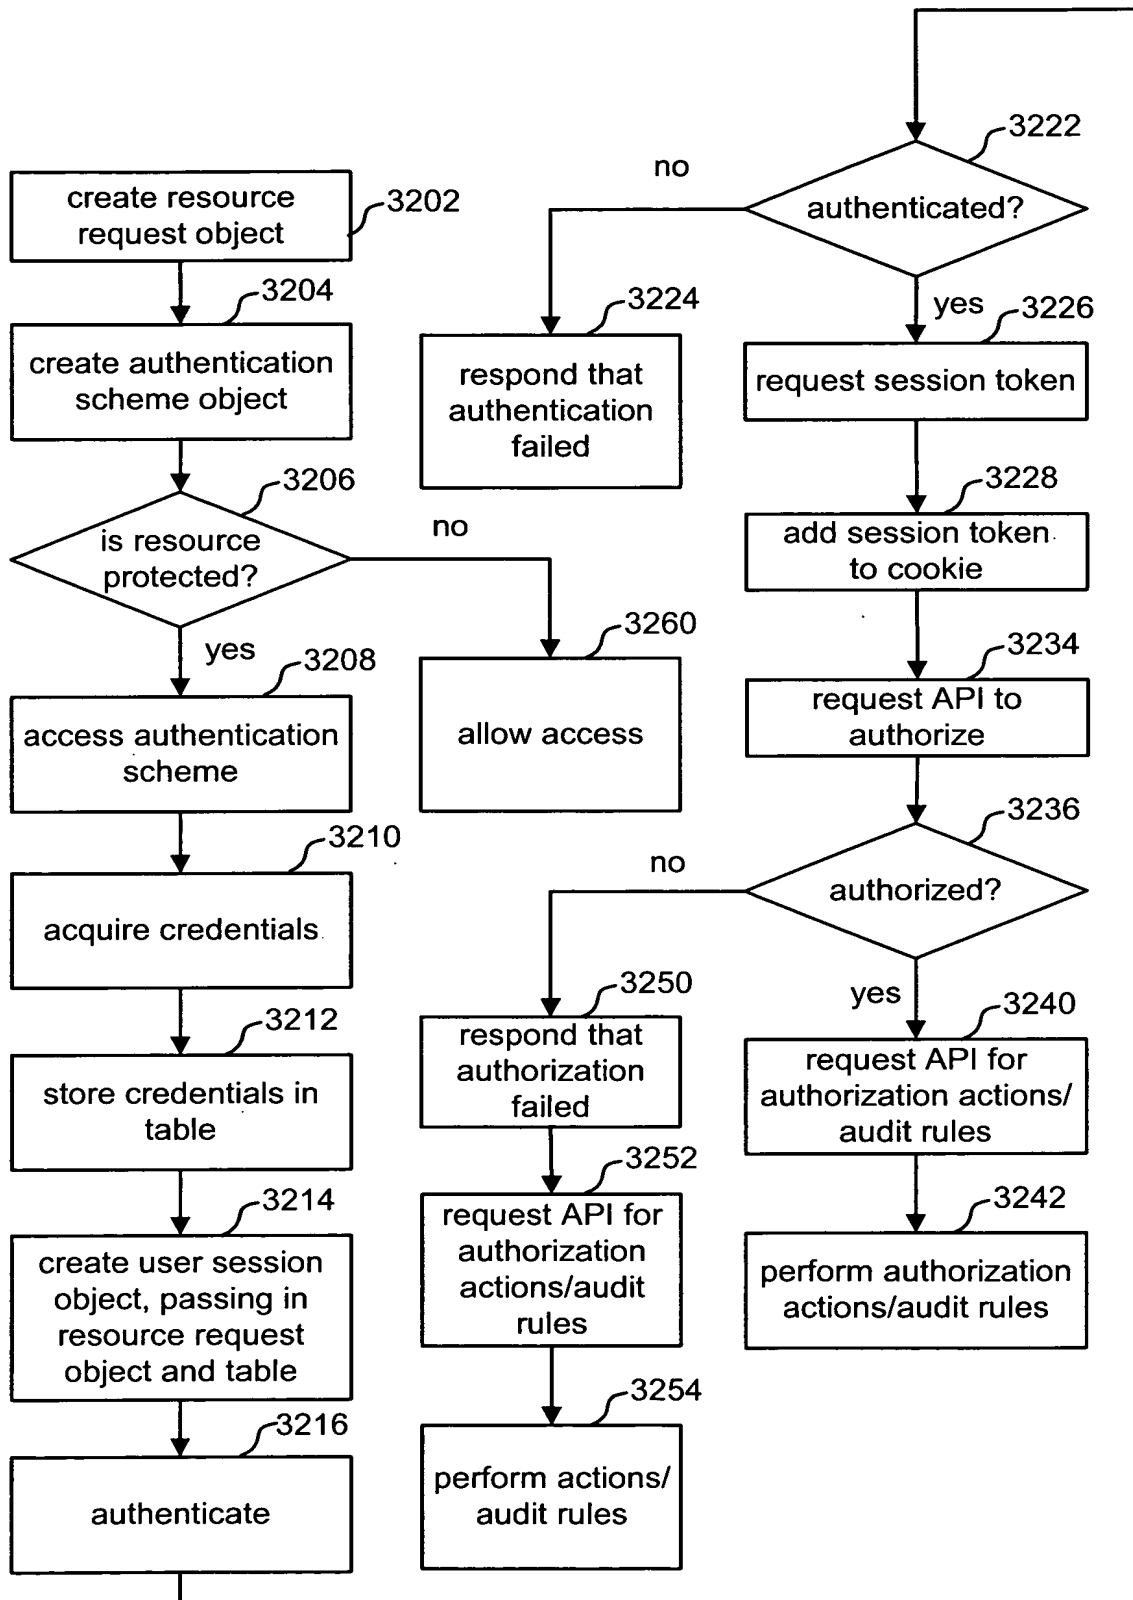 create resource
request object
3202
3204
create authentication
scheme object
3206
is resource
protected?
no
yes
3208
access authentication
scheme
3210
acquire credentials
3212
store credentials in
table
3214
create user session
object, passing in
resource request
object and table
3216
authenticate
3260
allow access
3222
authenticated?
no
3224
respond that
authentication
failed
yes
3226
request session token
3228
add session token
to cookie
3234
request API to
authorize
3236
authorized?
no
3250
respond that
authorization
failed
3252
request API for
authorization
actions/audit
rules
3254
perform actions/
audit rules
yes
3240
request API for
authorization actions/
audit rules
3242
perform authorization
actions/audit rules